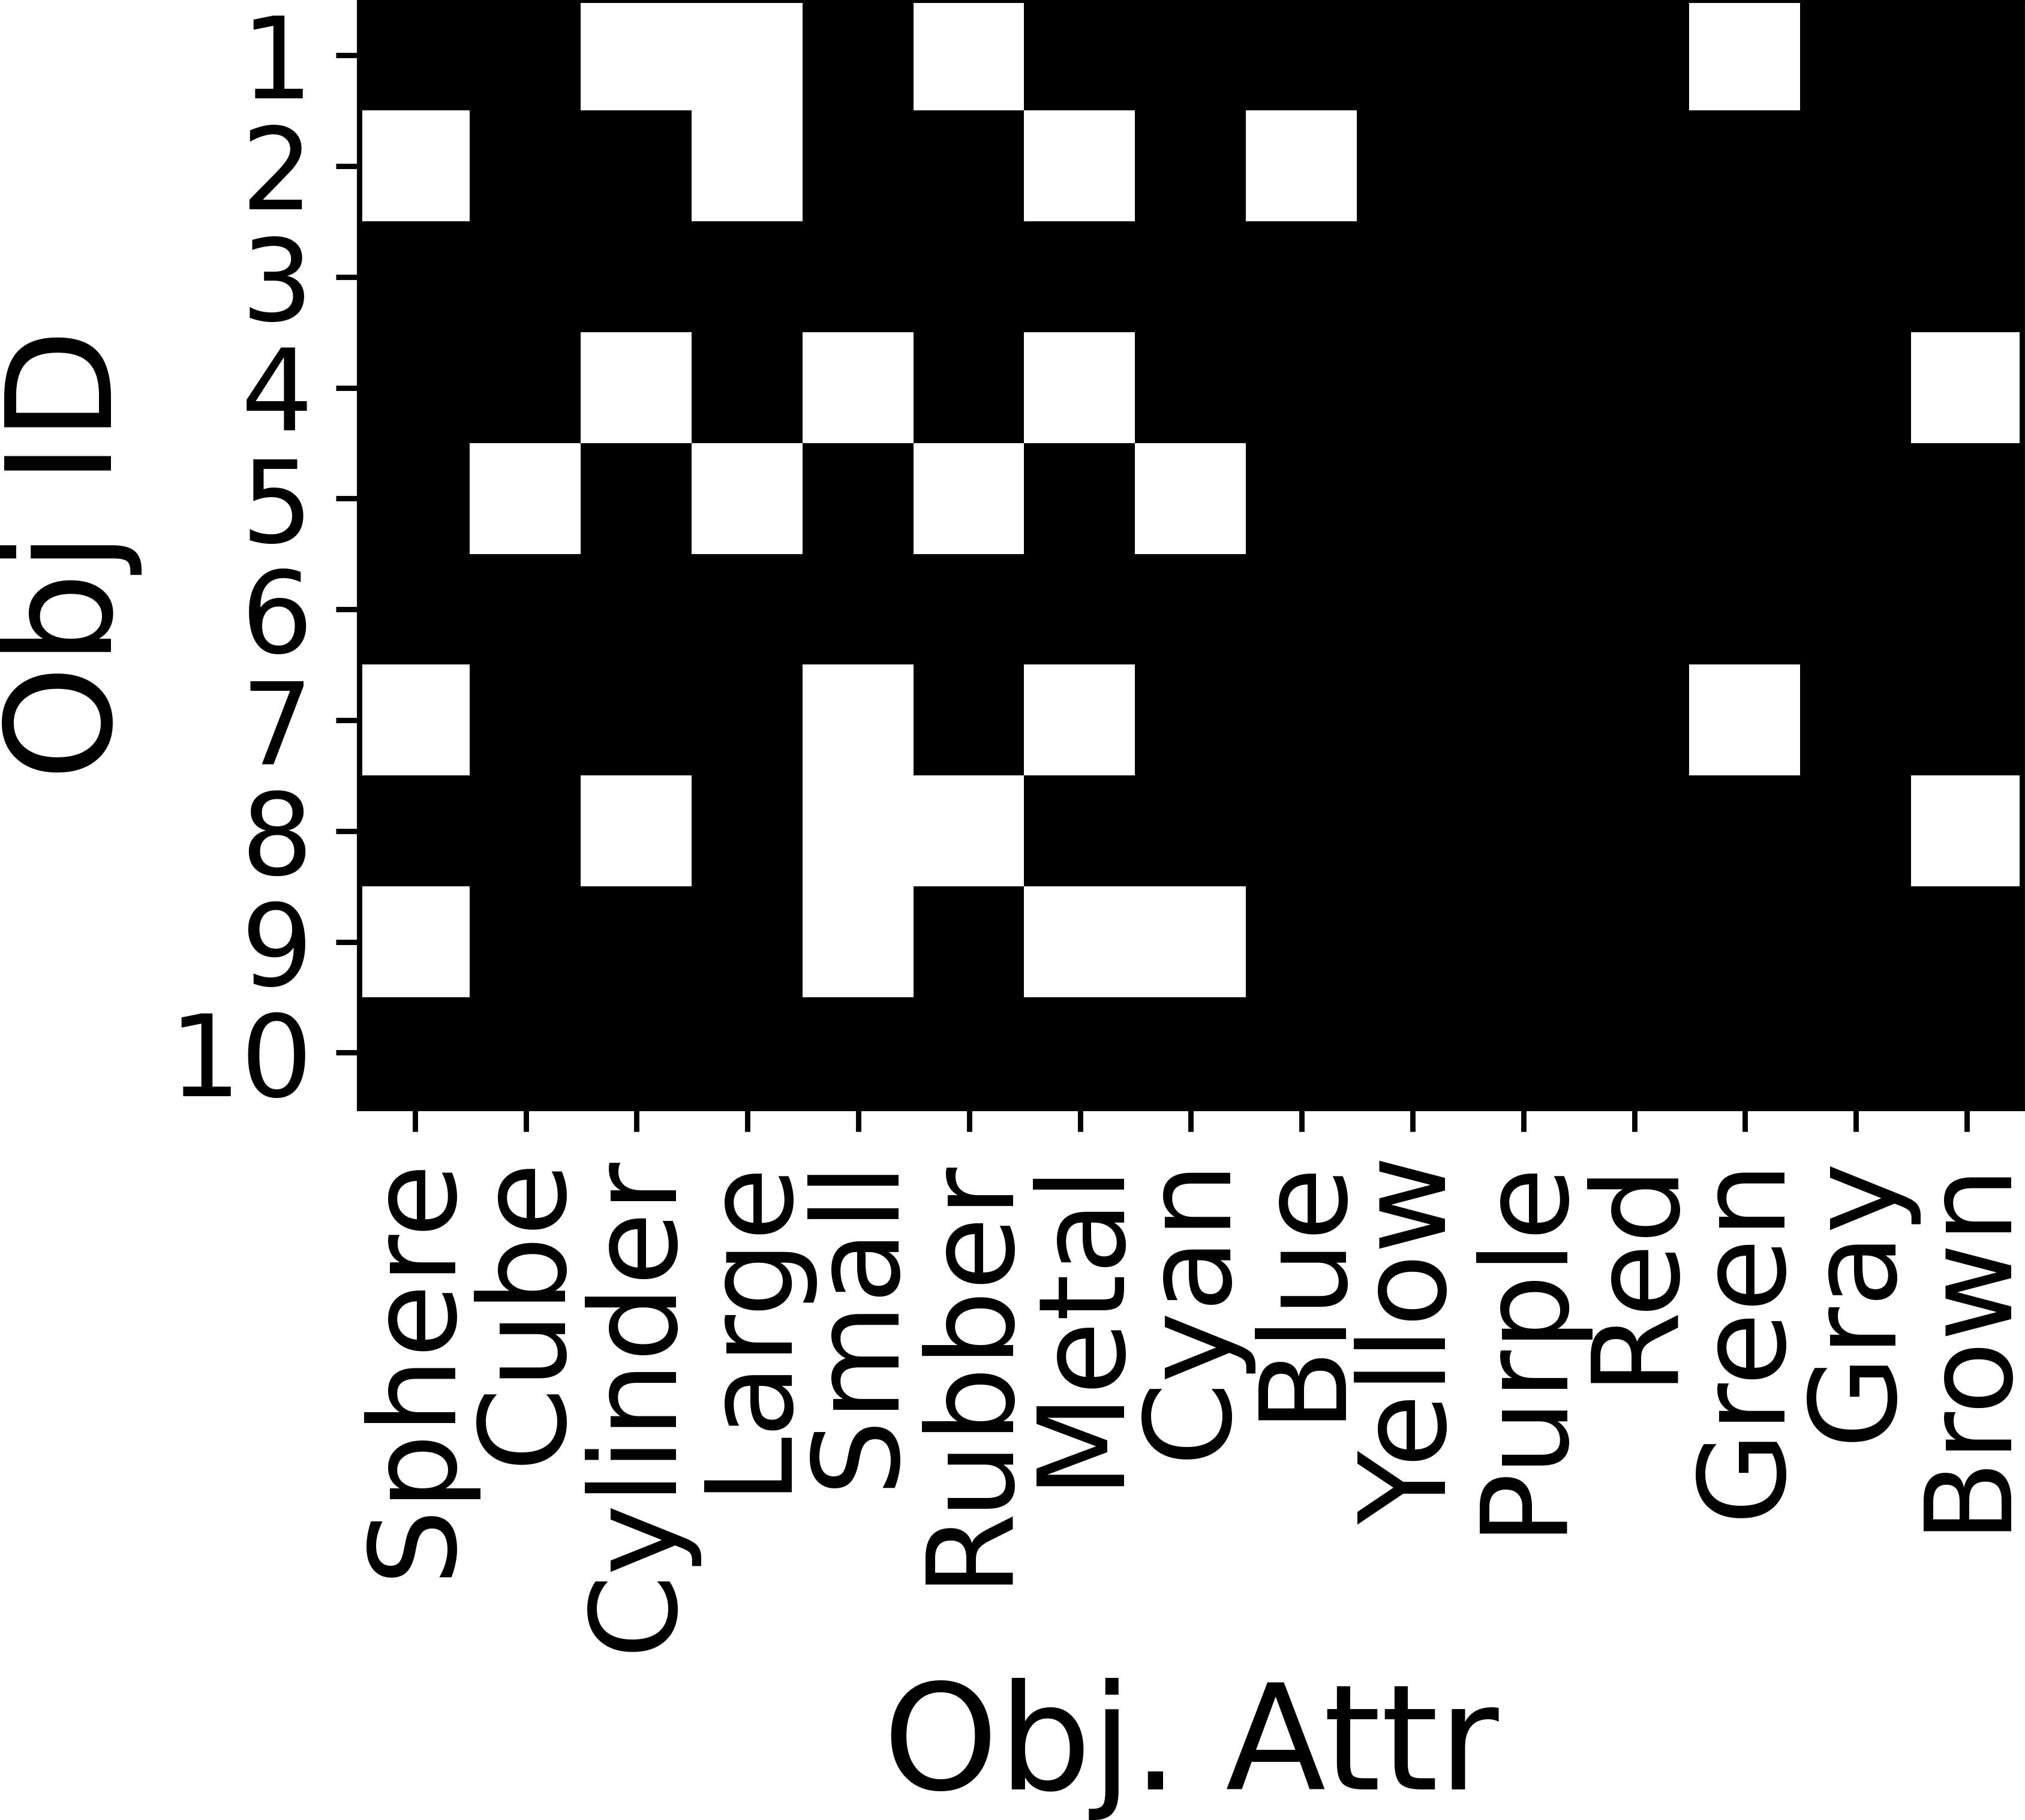 Obj ID
1
2
3
4
5
6
7
8
9
10
Sphere
Cube
Cylinder
Large
Small
Rubber
Metal
Cyan
Blue
Yellow
Purple
Red
Green
Gray
Brown
Obj. Attr